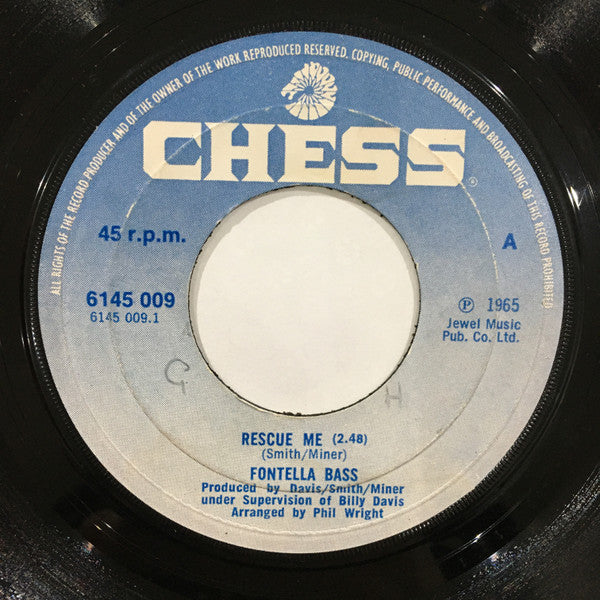 ALL RIGHTS OF THE RECORD PRODUCER AND OF THE OWNER OF THE WORK REPRODUCED RESERVED. COPYING, PUBLIC PERFORMANCE AND BROADCASTING OF THIS RECORD PROHIBITED
CHESS®
45 r.p.m.
A
6145 009
6145 009.1
℗ 1965
Jewel Music
Pub. Co. Ltd.
G
H
RESCUE ME (2.48)
(Smith/Miner)
FONTELLA BASS
Produced by Davis/Smith/Miner
under Supervision of Billy Davis
Arranged by Phil Wright